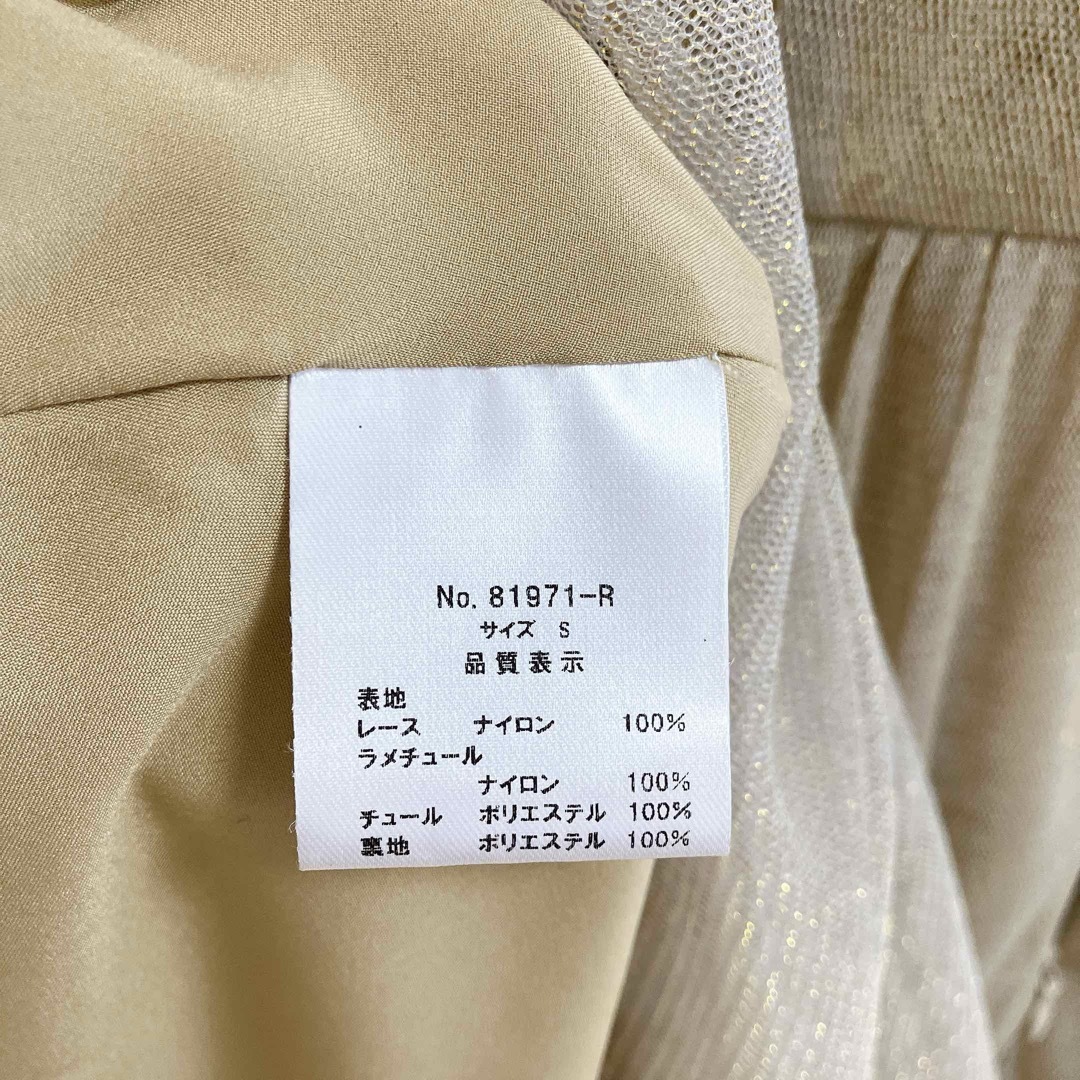 No. 81971-R
サイズ S
品質表示
表地
レース ナイロン 100%
ラメチュール
ナイロン 100%
チュール ポリエステル 100%
裏地 ポリエステル 100%